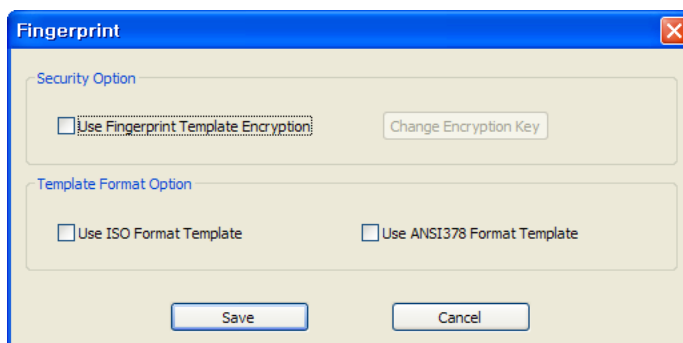 Fingerprint
Security Option
Use Fingerprint Template Encryption
Change Encryption Key
Template Format Option
Use ISO Format Template
Use ANSI378 Format Template
Save
Cancel